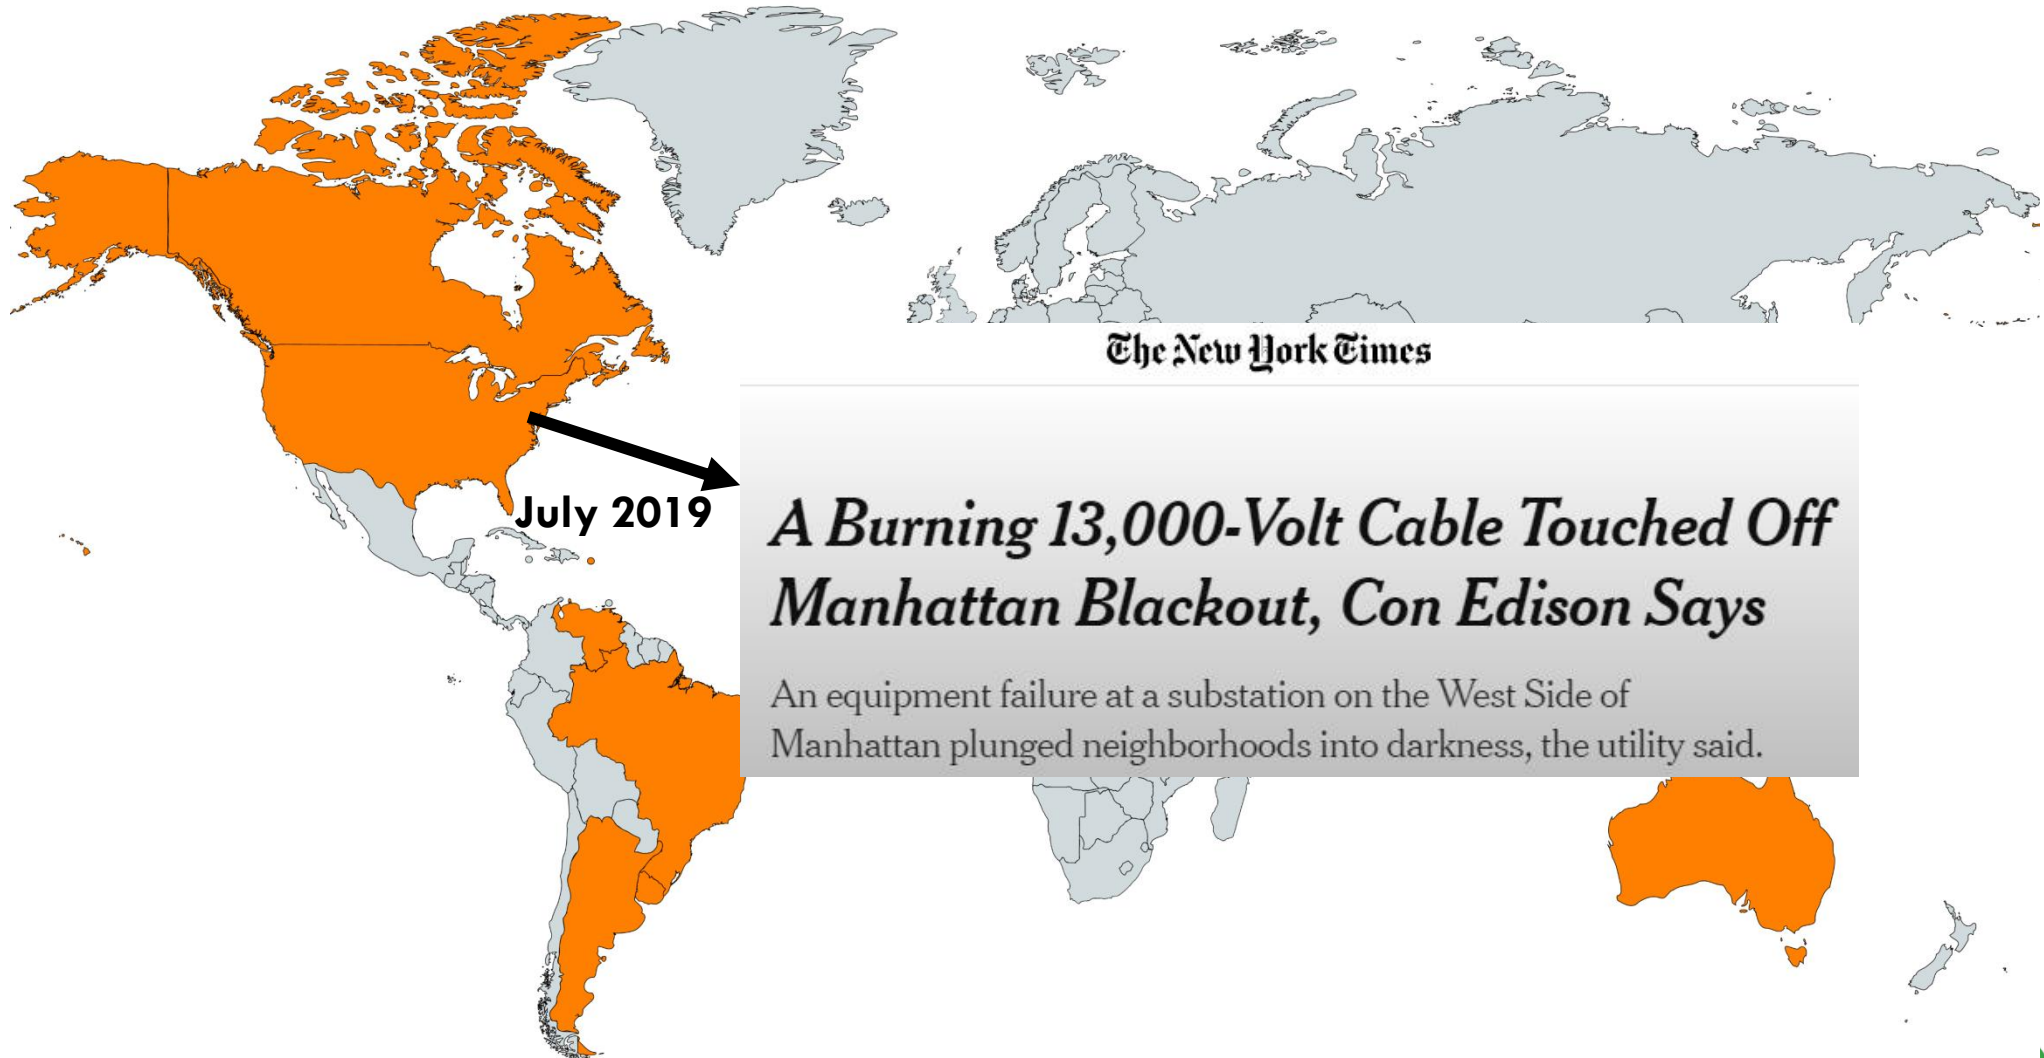 The New York Times
July 2019
A Burning 13,000-Volt Cable Touched Off
Manhattan Blackout, Con Edison Says
An equipment failure at a substation on the West Side of
Manhattan plunged neighborhoods into darkness, the utility said.